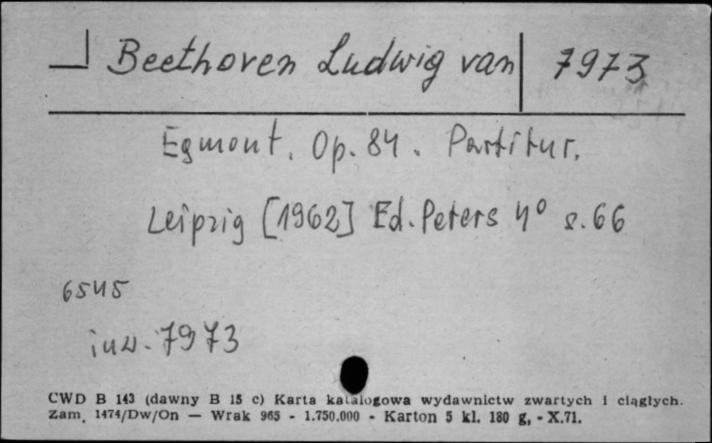 Beethoven Ludwig van 7973
Egmont. Op. 84. Partitur.
Leipzig [1962] Ed. Peters 4° s. 66
6545
inw. 7973
CWD B 143 (dawny B 15 c) Karta katalogowa wydawnictw zwartych i ciągłych.
Zam. 1474/Dw/On — Wrak 965 - 1.750.000 - Karton 5 kl. 180 g, - X.71.